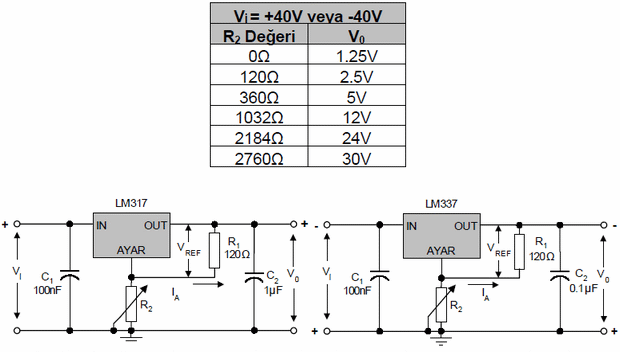 Vi = +40V veya -40V
R2 Değeri V0
0Ω 1.25V
120Ω 2.5V
360Ω 5V
1032Ω 12V
2184Ω 24V
2760Ω 30V
LM317
+ IN OUT +
AYAR
VREF
R1
120Ω
VI
C1
100nF
R2
IA
C2
1µF
V0
LM337
- IN OUT -
AYAR
VREF
R1
120Ω
VI
C1
100nF
R2
IA
C2
0.1µF
V0
+ +